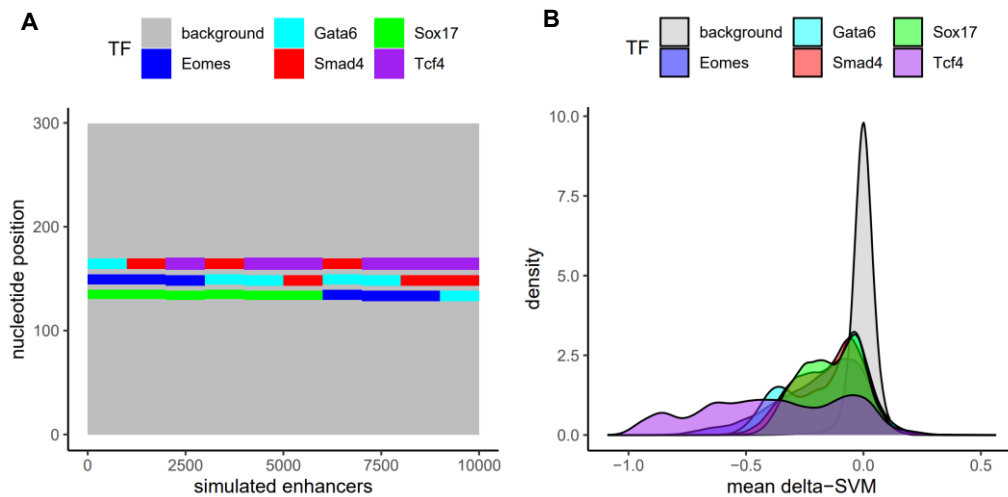 A
TF
background
Gata6
Sox17
Eomes
Smad4
Tcf4
300
200
100
0
nucleotide position
0
2500
5000
7500
10000
simulated enhancers
B
TF
background
Gata6
Sox17
Eomes
Smad4
Tcf4
10.0
7.5
5.0
2.5
0.0
density
−1.0
−0.5
0.0
0.5
mean delta−SVM